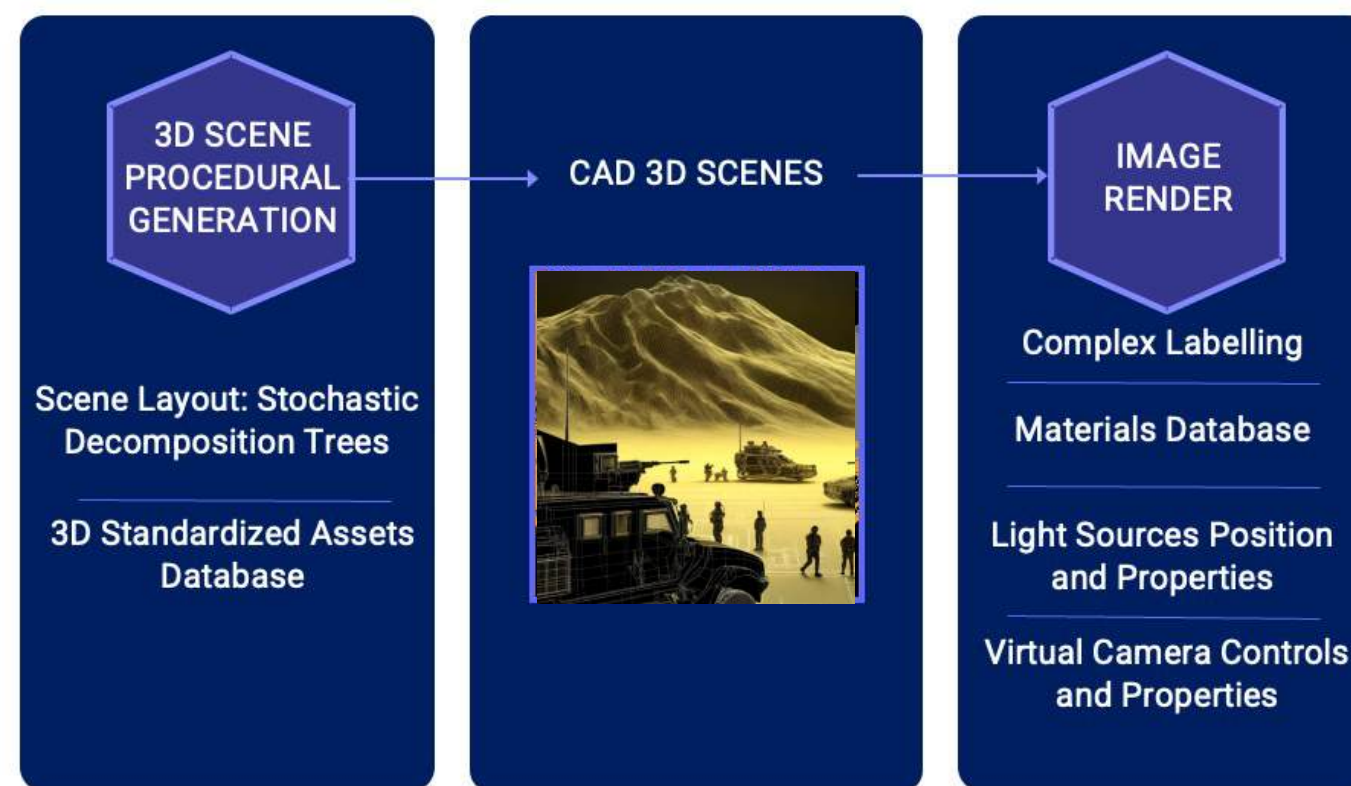 3D SCENE
PROCEDURAL
GENERATION
Scene Layout: Stochastic
Decomposition Trees
3D Standardized Assets
Database
CAD 3D SCENES
IMAGE
RENDER
Complex Labelling
Materials Database
Light Sources Position
and Properties
Virtual Camera Controls
and Properties